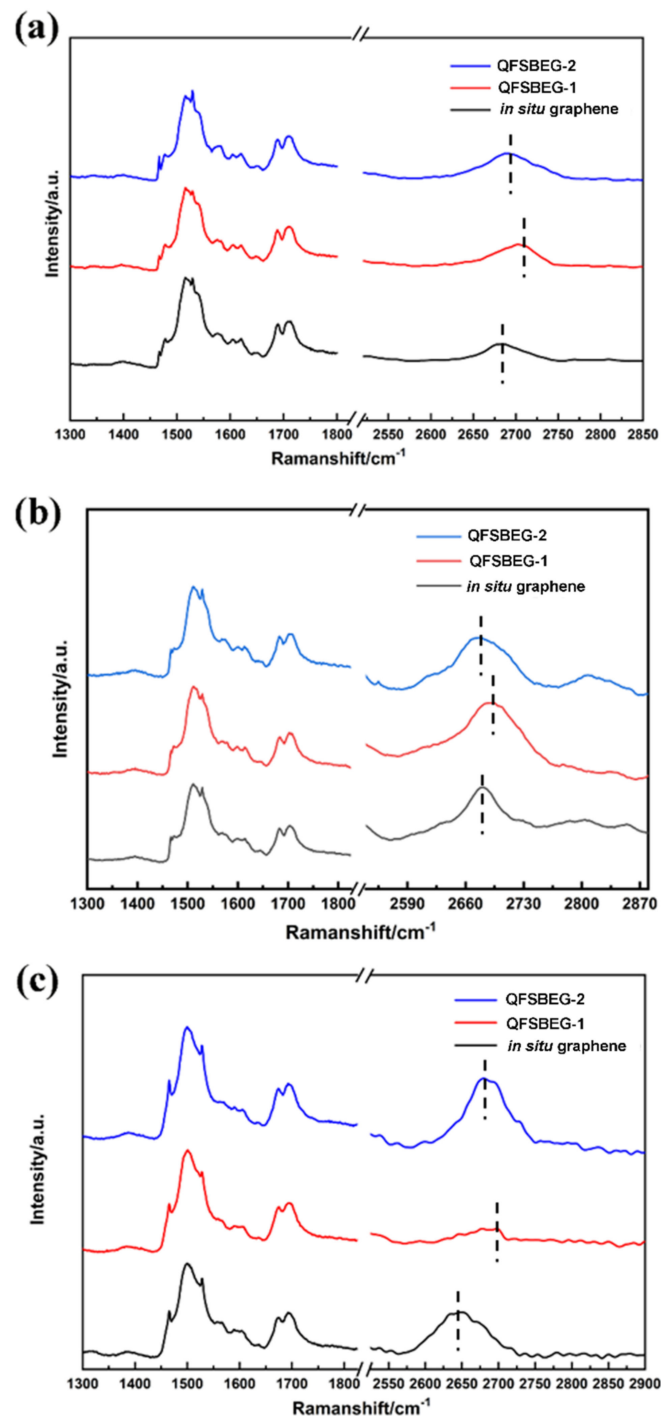 (a)
QFSBEG-2
QFSBEG-1
in situ graphene
Intensity/a.u.
1300 1400 1500 1600 1700 1800 2550 2600 2650 2700 2750 2800 2850
Ramanshift/cm-1
(b)
QFSBEG-2
QFSBEG-1
in situ graphene
Intensity/a.u.
1300 1400 1500 1600 1700 1800 2590 2660 2730 2800 2870
Ramanshift/cm-1
(c)
QFSBEG-2
QFSBEG-1
in situ graphene
Intensity/a.u.
1300 1400 1500 1600 1700 1800 2550 2600 2650 2700 2750 2800 2850 2900
Ramanshift/cm-1